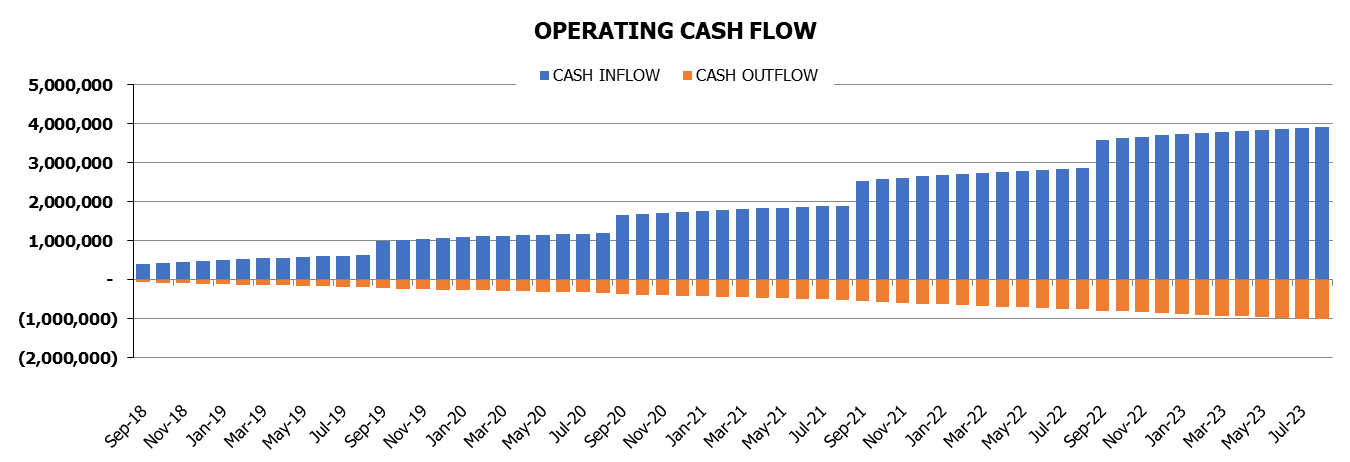 OPERATING CASH FLOW
CASH INFLOW CASH OUTFLOW
5,000,000
4,000,000
3,000,000
2,000,000
1,000,000
-
(1,000,000)
(2,000,000)
Sep-18 Nov-18 Jan-19 Mar-19 May-19 Jul-19 Sep-19 Nov-19 Jan-20 Mar-20 May-20 Jul-20 Sep-20 Nov-20 Jan-21 Mar-21 May-21 Jul-21 Sep-21 Nov-21 Jan-22 Mar-22 May-22 Jul-22 Sep-22 Nov-22 Jan-23 Mar-23 May-23 Jul-23